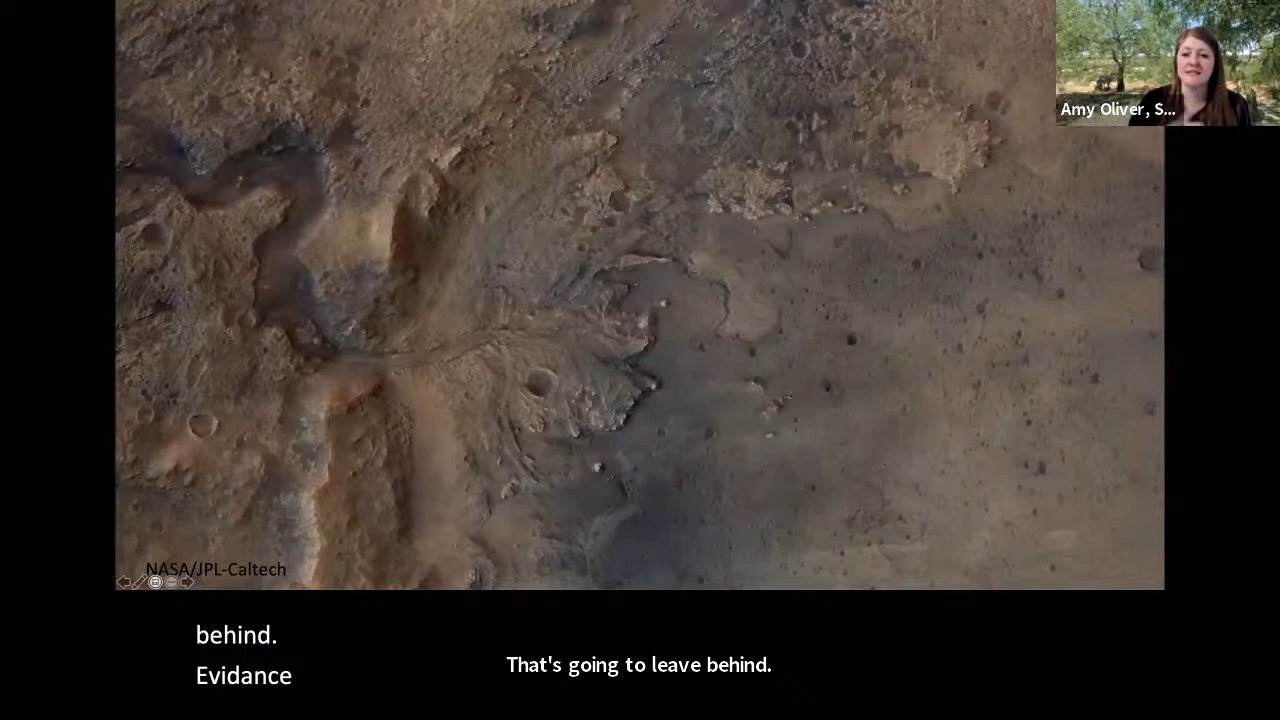 Amy Oliver, S...
NASA/JPL-Caltech
behind.
Evidance
That's going to leave behind.